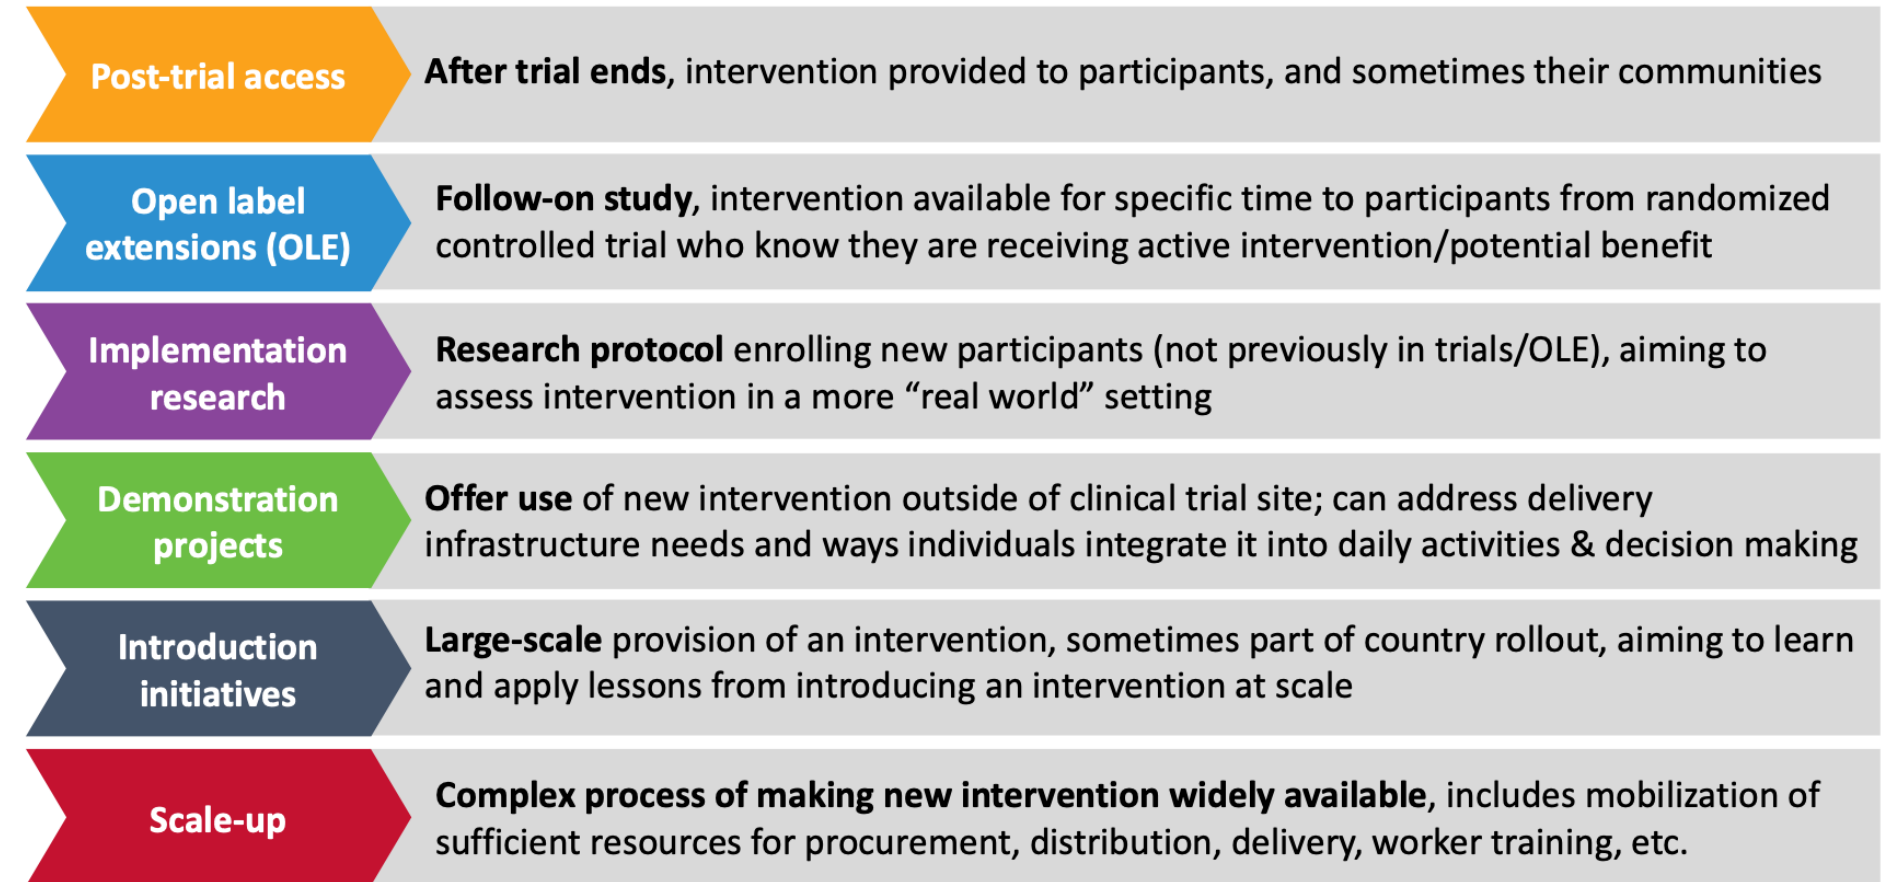 Post-trial access
After trial ends, intervention provided to participants, and sometimes their communities
Open label
extensions (OLE)
Follow-on study, intervention available for specific time to participants from randomized
controlled trial who know they are receiving active intervention/potential benefit
Implementation
research
Research protocol enrolling new participants (not previously in trials/OLE), aiming to
assess intervention in a more “real world” setting
Demonstration
projects
Offer use of new intervention outside of clinical trial site; can address delivery
infrastructure needs and ways individuals integrate it into daily activities & decision making
Introduction
initiatives
Large-scale provision of an intervention, sometimes part of country rollout, aiming to learn
and apply lessons from introducing an intervention at scale
Scale-up
Complex process of making new intervention widely available, includes mobilization of
sufficient resources for procurement, distribution, delivery, worker training, etc.